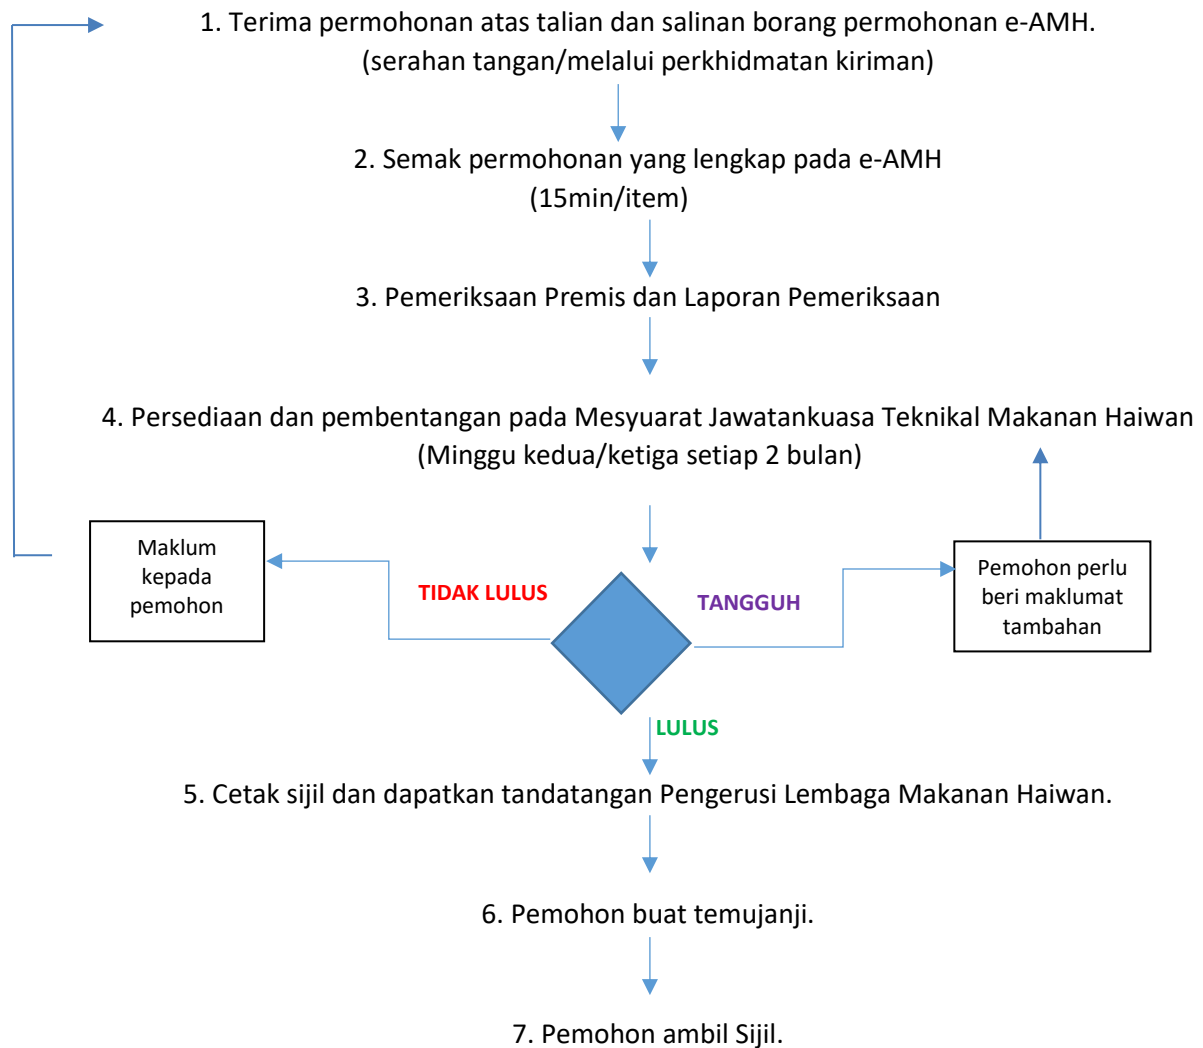 1. Terima permohonan atas talian dan salinan borang permohonan e-AMH.
(serahan tangan/melalui perkhidmatan kiriman)
2. Semak permohonan yang lengkap pada e-AMH
(15min/item)
3. Pemeriksaan Premis dan Laporan Pemeriksaan
4. Persediaan dan pembentangan pada Mesyuarat Jawatankuasa Teknikal Makanan Haiwan
(Minggu kedua/ketiga setiap 2 bulan)
Maklum
kepada
pemohon
TIDAK LULUS
TANGGUH
Pemohon perlu
beri maklumat
tambahan
LULUS
5. Cetak sijil dan dapatkan tandatangan Pengerusi Lembaga Makanan Haiwan.
6. Pemohon buat temujanji.
7. Pemohon ambil Sijil.